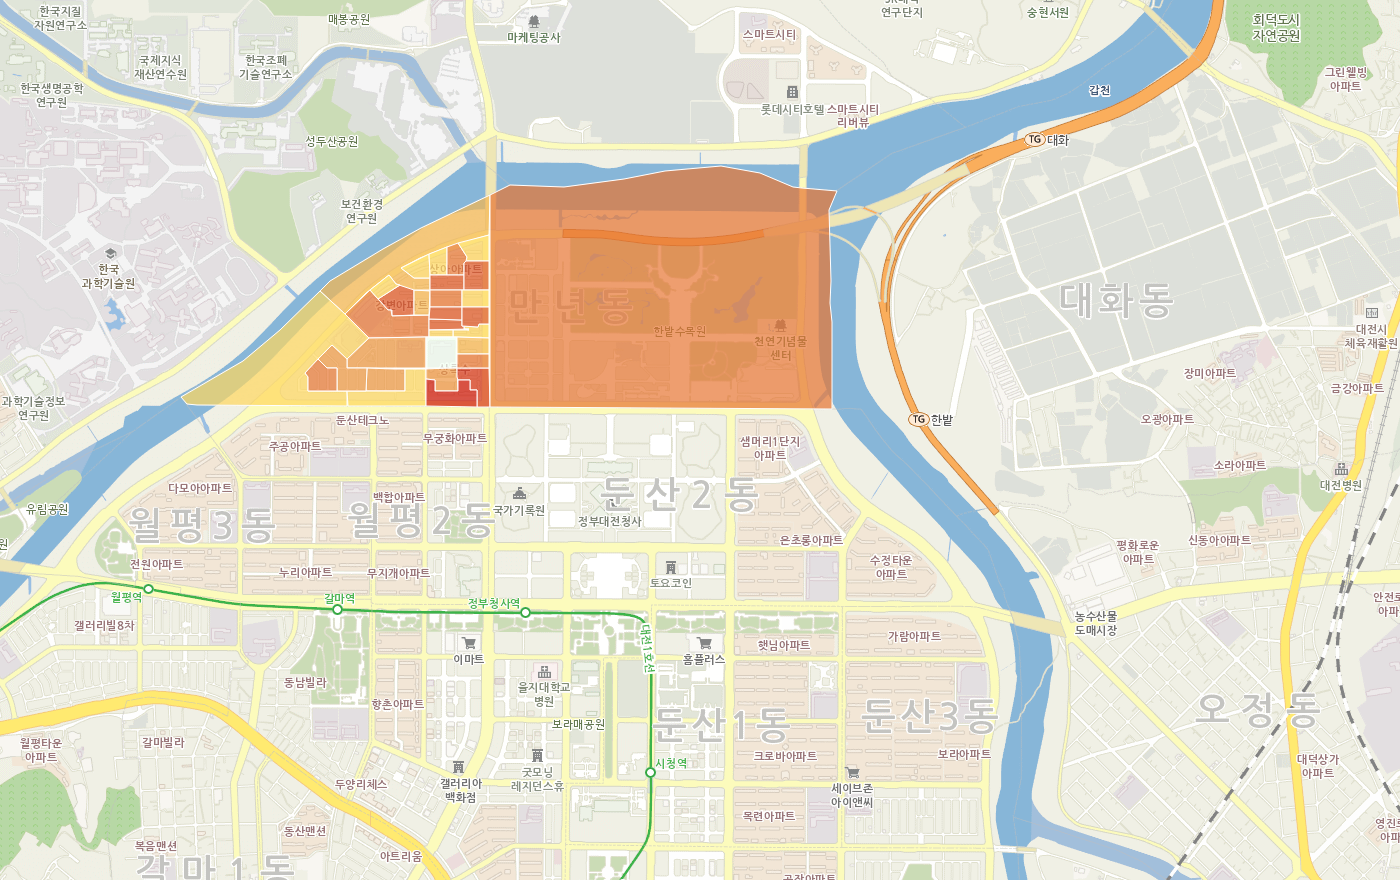 한국지질
자원연구소
매봉공원
마케팅공사
스마트시티
연구단지
숭현서원
회덕도시
자연공원
국제지식
재산연수원
한국조폐
기술연구소
한국생명공학
연구원
그린웰빙
아파트
갑천
롯데시티호텔
스마트시티
리버뷰
성두산공원
TG 대화
보건환경
연구원
한국
과학기술원
상아아파트
강변아파트
만년동
대화동
한밭수목원
천연기념물
센터
대전시
체육재활원
장미아파트
금강아파트
과학기술정보
연구원
둔산테크노
무궁화아파트
TG 한밭
오광아파트
주공아파트
샘머리1단지
아파트
소라아파트
대전병원
다모아아파트
백합아파트
둔산2동
국가기록원
정부대전청사
유림공원
월평3동
월평2동
원
은초롱아파트
신동아아파트
평화로운
아파트
수정타운
아파트
전원아파트
누리아파트
무지개아파트
토요코인
월평역
갈마역
정부청사역
농수산물
도매시장
갤러리빌8차
대전1호선
햇님아파트
가람아파트
이마트
홈플러스
동남빌라
을지대학교
병원
향촌아파트
보라매공원
둔산1동
둔산3동
오정동
월평타운
아파트
갈마빌라
크로바아파트
보라아파트
시청역
대덕상가
아파트
두양리체스
갤러리아
백화점
굿모닝
레지던스휴
세이브존
아이앤씨
목련아파트
동산맨션
복음맨션
아트리움
갈마1동